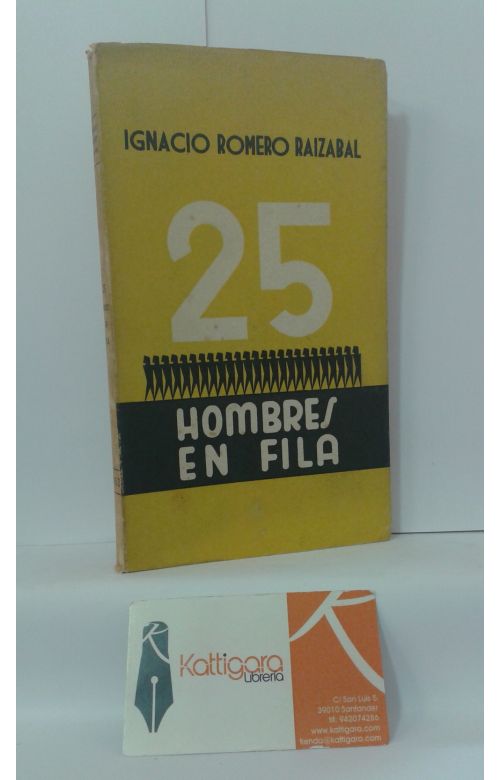 IGNACIO ROMERO RAIZABAL
25
HOMBRES
EN FILA
Kattigara
Librería
C/ San Luis 5
39010 Santander
tlf: 942074286
www.kattigara.com
tienda@kattigara.com